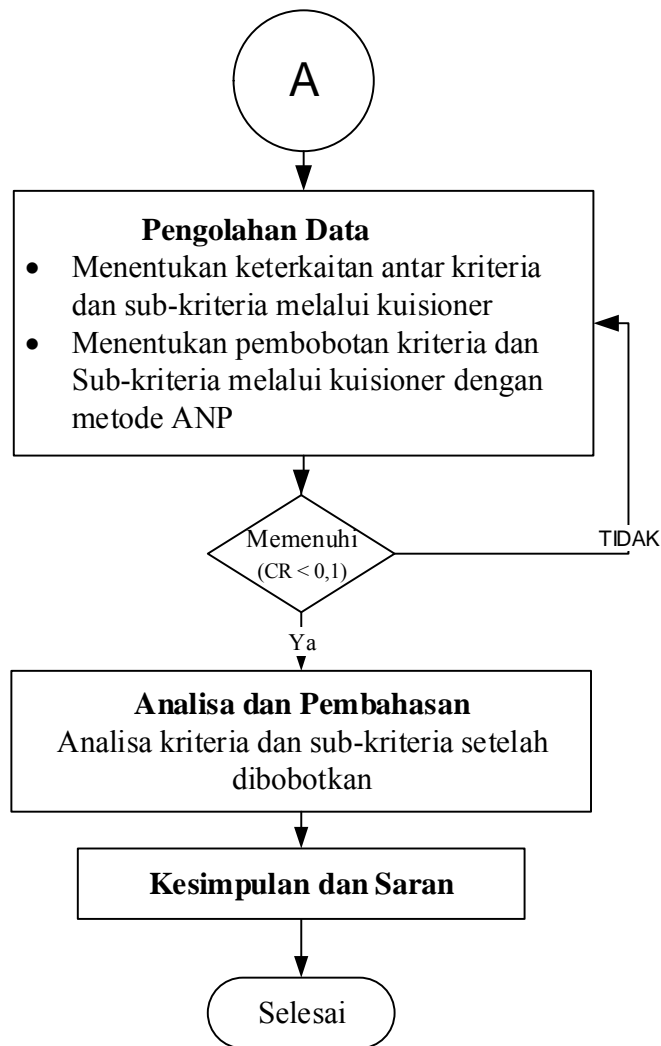 A
Pengolahan Data
• Menentukan keterkaitan antar kriteria
dan sub-kriteria melalui kuisioner
• Menentukan pembobotan kriteria dan
Sub-kriteria melalui kuisioner dengan
metode ANP
Memenuhi
(CR < 0,1)
TIDAK
Ya
Analisa dan Pembahasan
Analisa kriteria dan sub-kriteria setelah
dibobotkan
Kesimpulan dan Saran
Selesai